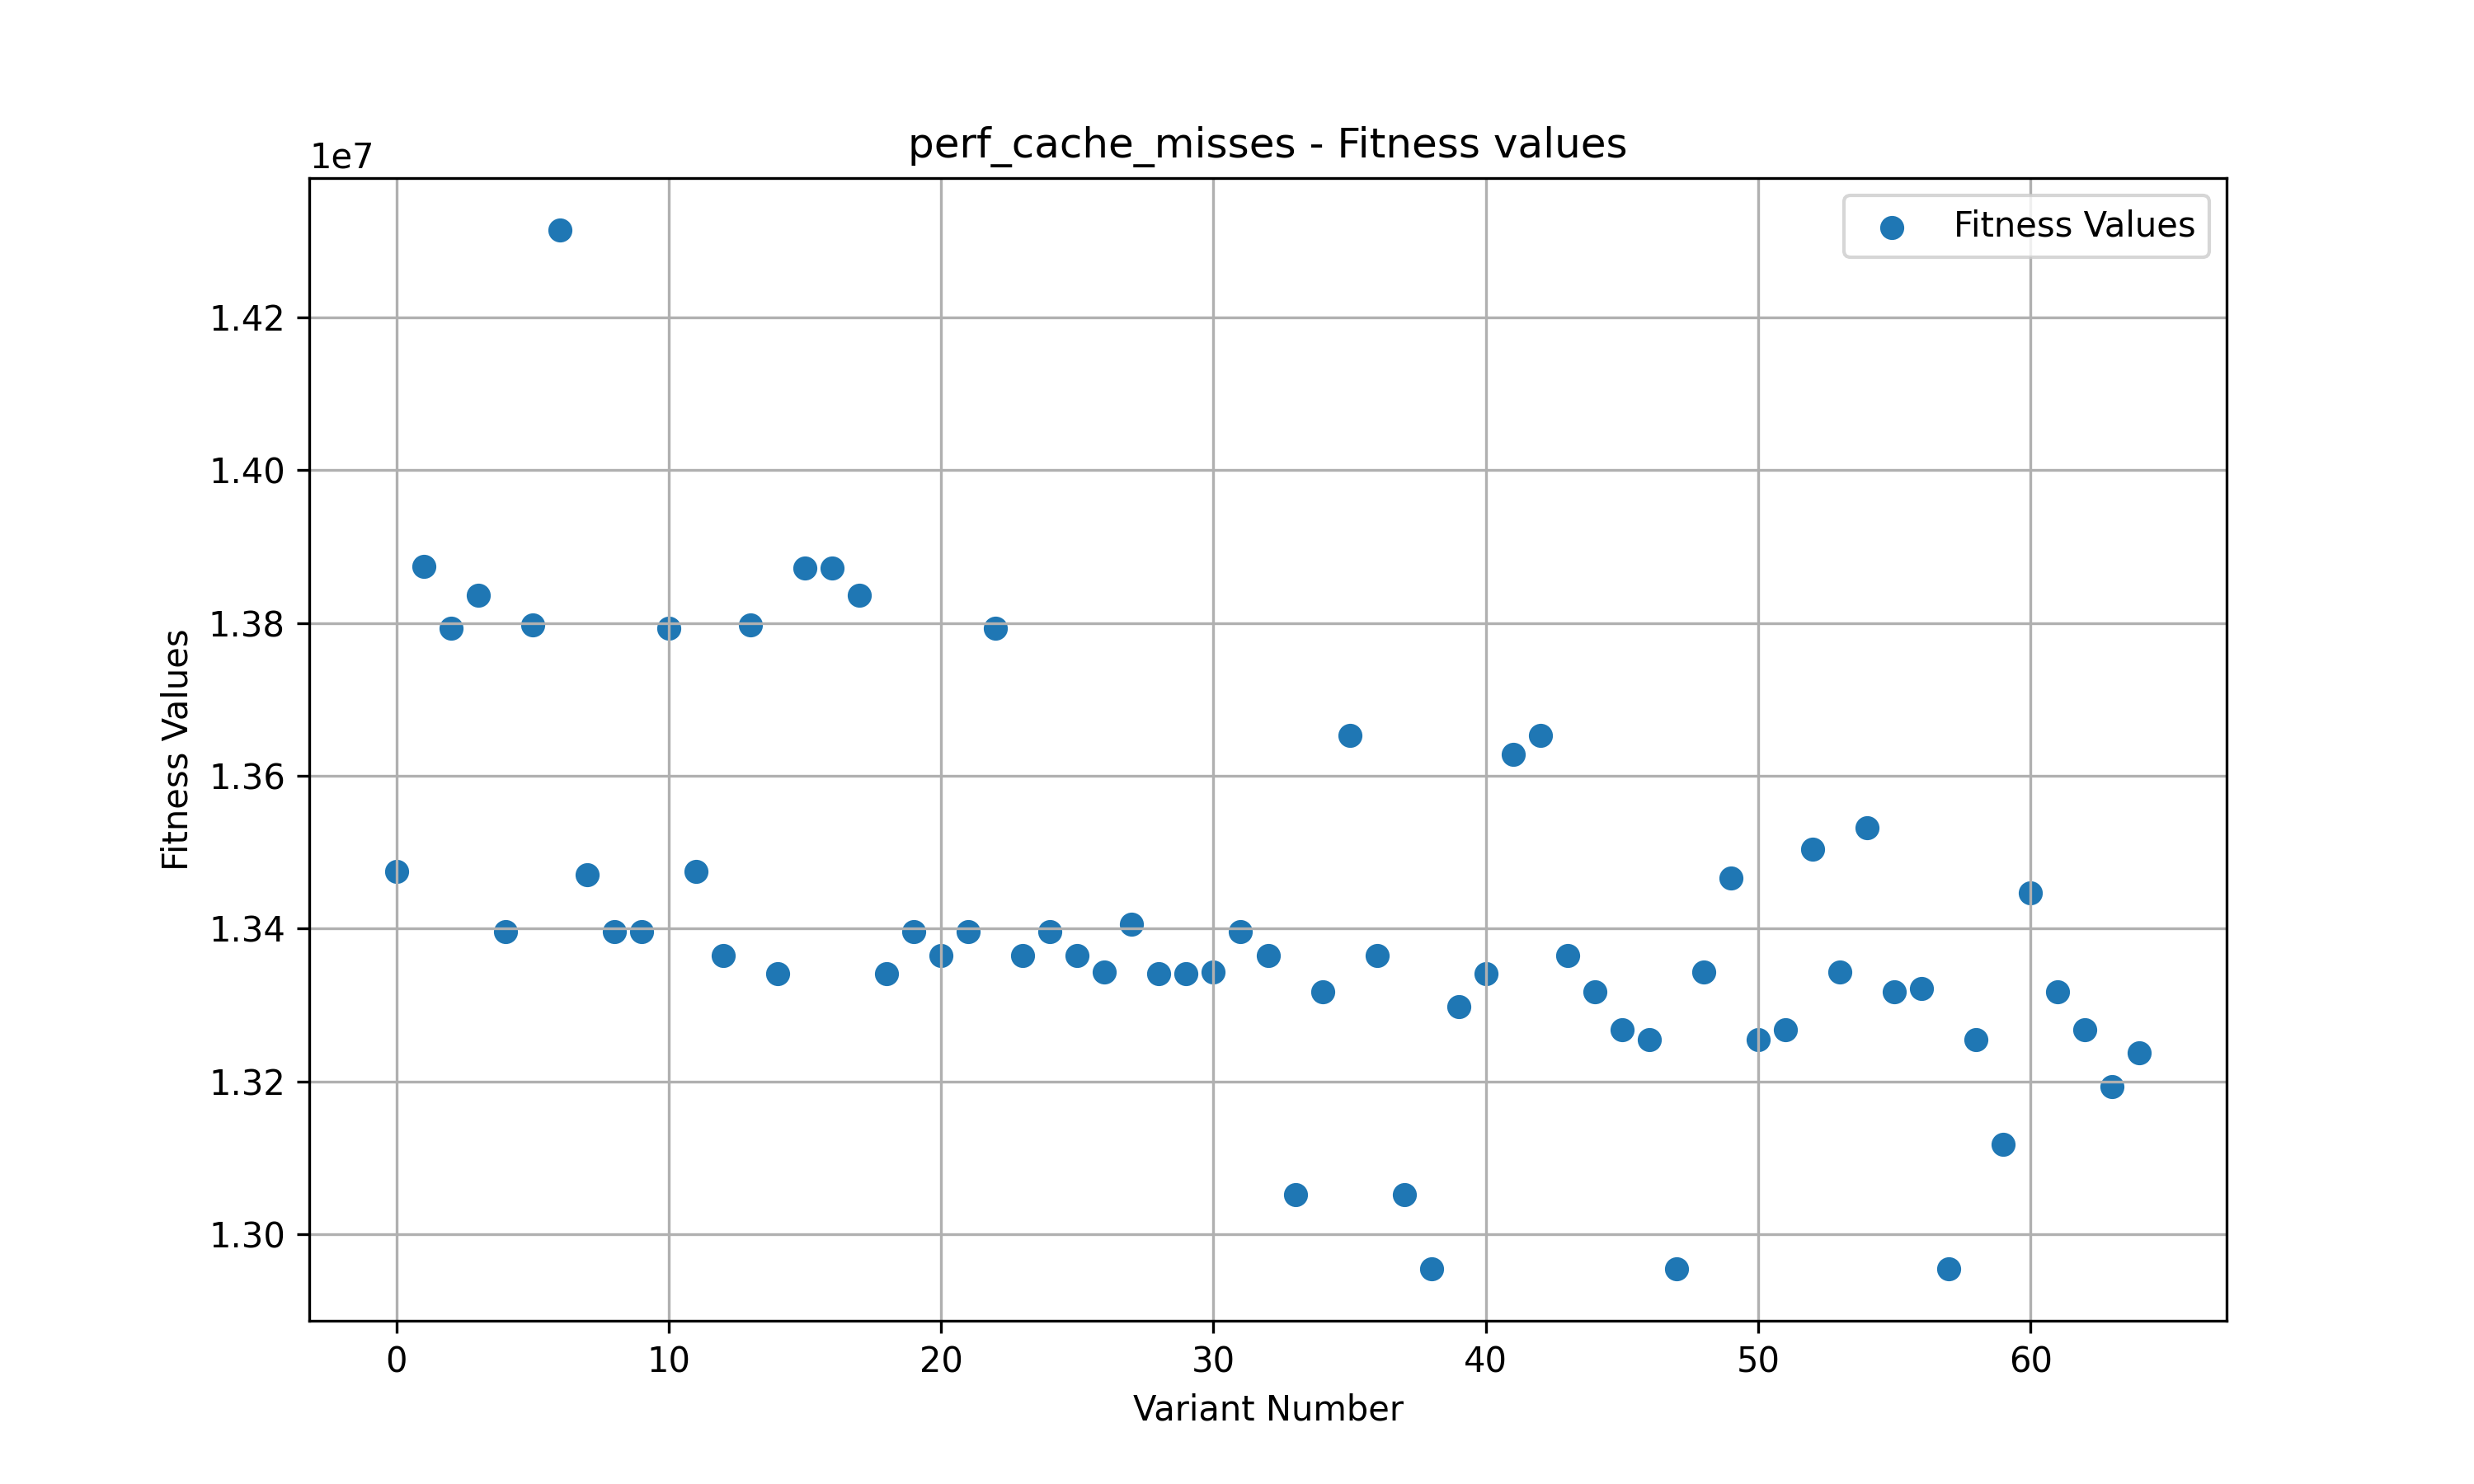 perf_cache_misses - Fitness values
1e7
Fitness Values
1.42
1.40
1.38
1.36
1.34
1.32
1.30
Fitness Values
0 10 20 30 40 50 60
Variant Number